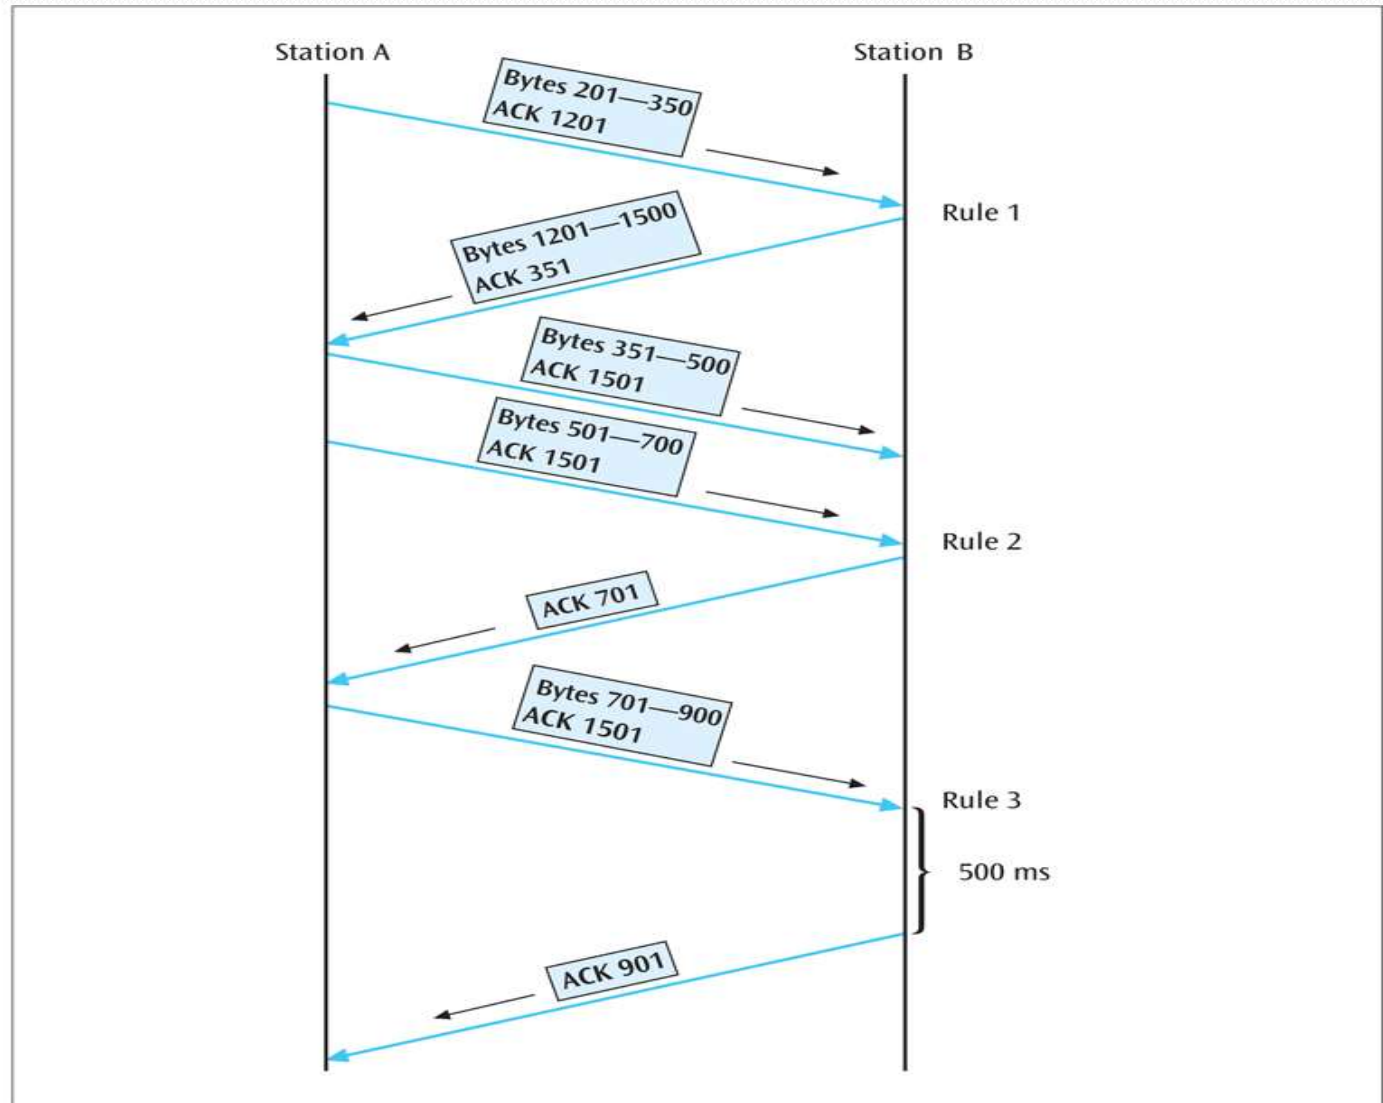 Station A
Station B
Bytes 201—350
ACK 1201
Rule 1
Bytes 1201—1500
ACK 351
Bytes 351—500
ACK 1501
Bytes 501—700
ACK 1501
Rule 2
ACK 701
Bytes 701—900
ACK 1501
Rule 3
500 ms
ACK 901